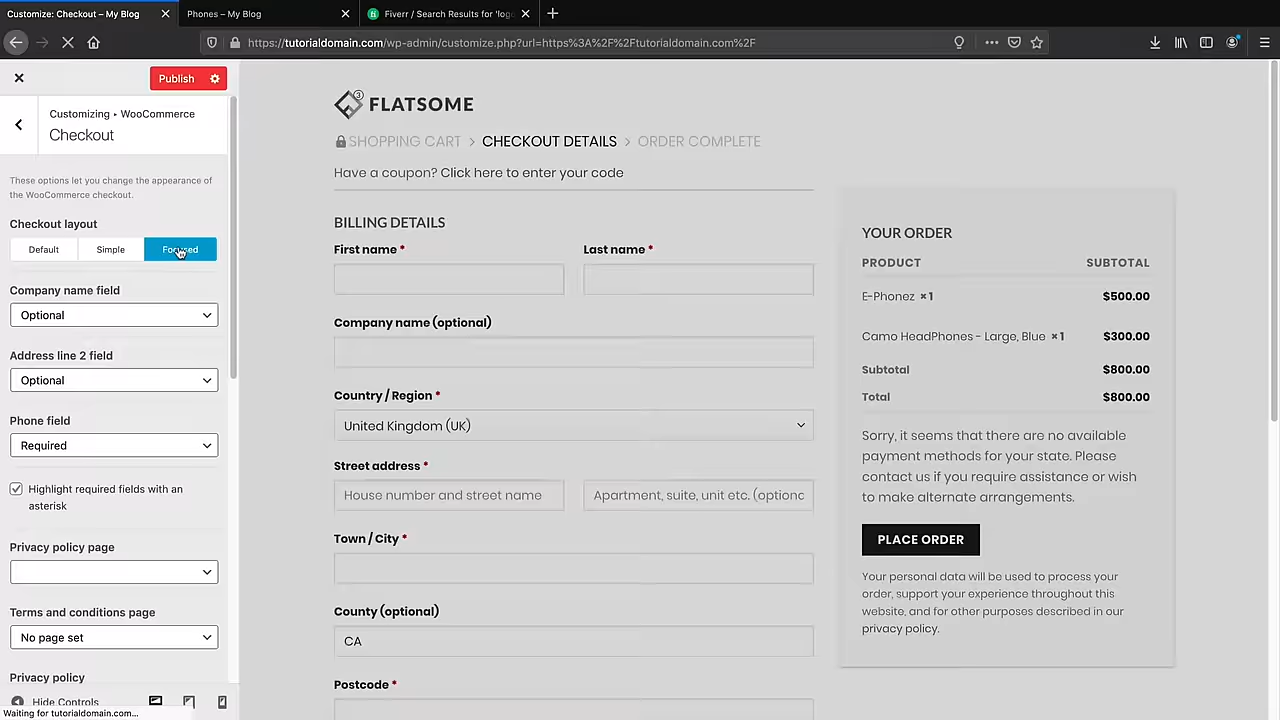 Customize: Checkout – My Blog
Phones – My Blog
Fiverr / Search Results for 'logo
https://tutorialdomain.com/wp-admin/customize.php?url=https%3A%2F%2Ftutorialdomain.com%2F
Publish
Customizing ▸ WooCommerce
Checkout
These options let you change the appearance of
the WooCommerce checkout.
Checkout layout
Default
Simple
Focused
Company name field
Optional
Address line 2 field
Optional
Phone field
Required
Highlight required fields with an
asterisk
Privacy policy page
Terms and conditions page
No page set
Privacy policy
Hide Controls
Waiting for tutorialdomain.com...
3
FLATSOME
SHOPPING CART > CHECKOUT DETAILS > ORDER COMPLETE
Have a coupon? Click here to enter your code
BILLING DETAILS
First name *
Last name *
Company name (optional)
Country / Region *
United Kingdom (UK)
Street address *
House number and street name
Apartment, suite, unit etc. (optional
Town / City *
County (optional)
CA
Postcode *
YOUR ORDER
PRODUCT SUBTOTAL
E-Phonez × 1 $500.00
Camo HeadPhones - Large, Blue × 1 $300.00
Subtotal $800.00
Total $800.00
Sorry, it seems that there are no available
payment methods for your state. Please
contact us if you require assistance or wish
to make alternate arrangements.
PLACE ORDER
Your personal data will be used to process your
order, support your experience throughout this
website, and for other purposes described in our
privacy policy.